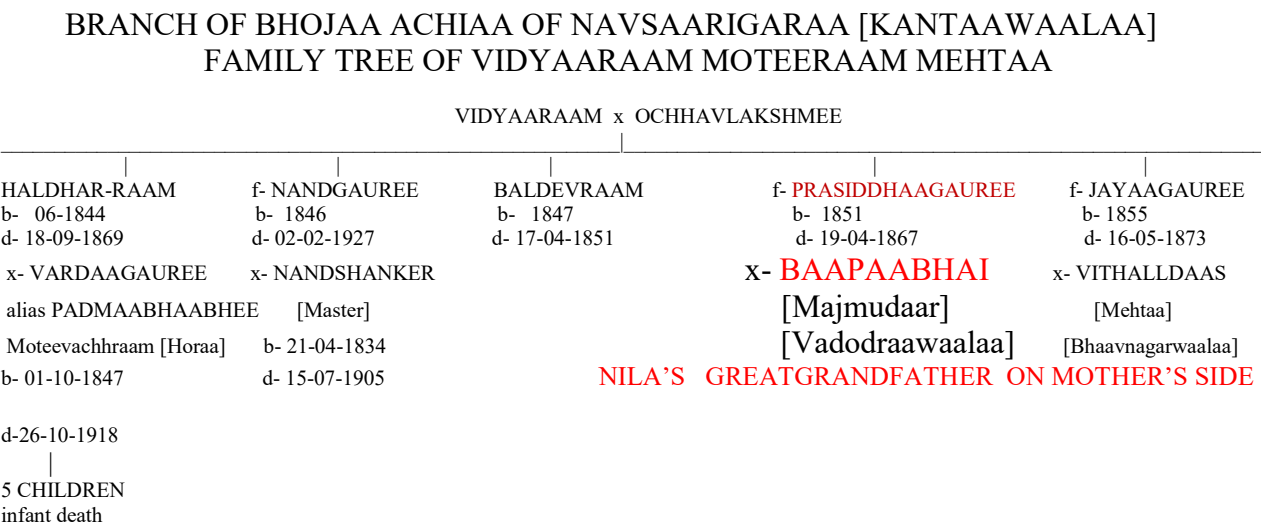 BRANCH OF BHOJAA ACHIAA OF NAVSAARIGARAA [KANTAAWAALAA]
FAMILY TREE OF VIDYAARAAM MOTEERAAM MEHTAA
VIDYAARAAM x OCHHAVLAKSHMEE
HALDHAR-RAAM f- NANDGAUREE BALDEVRAAM f- PRASIDDHAAGAUREE f- JAYAAGAUREE
b- 06-1844 b- 1846 b- 1847 b- 1851 b- 1855
d- 18-09-1869 d- 02-02-1927 d- 17-04-1851 d- 19-04-1867 d- 16-05-1873
x- VARDAAGAUREE x- NANDSHANKER x- BAAPAABHAI x- VITHALLDAAS
alias PADMAABHAABHEE [Master] [Majmudaar] [Mehtaa]
Moteevachhraam [Horaa] b- 21-04-1834 [Vadodraawaalaa] [Bhaavnagarwaalaa]
b- 01-10-1847 d- 15-07-1905 NILA'S GREATGRANDFATHER ON MOTHER'S SIDE
d-26-10-1918
5 CHILDREN
infant death